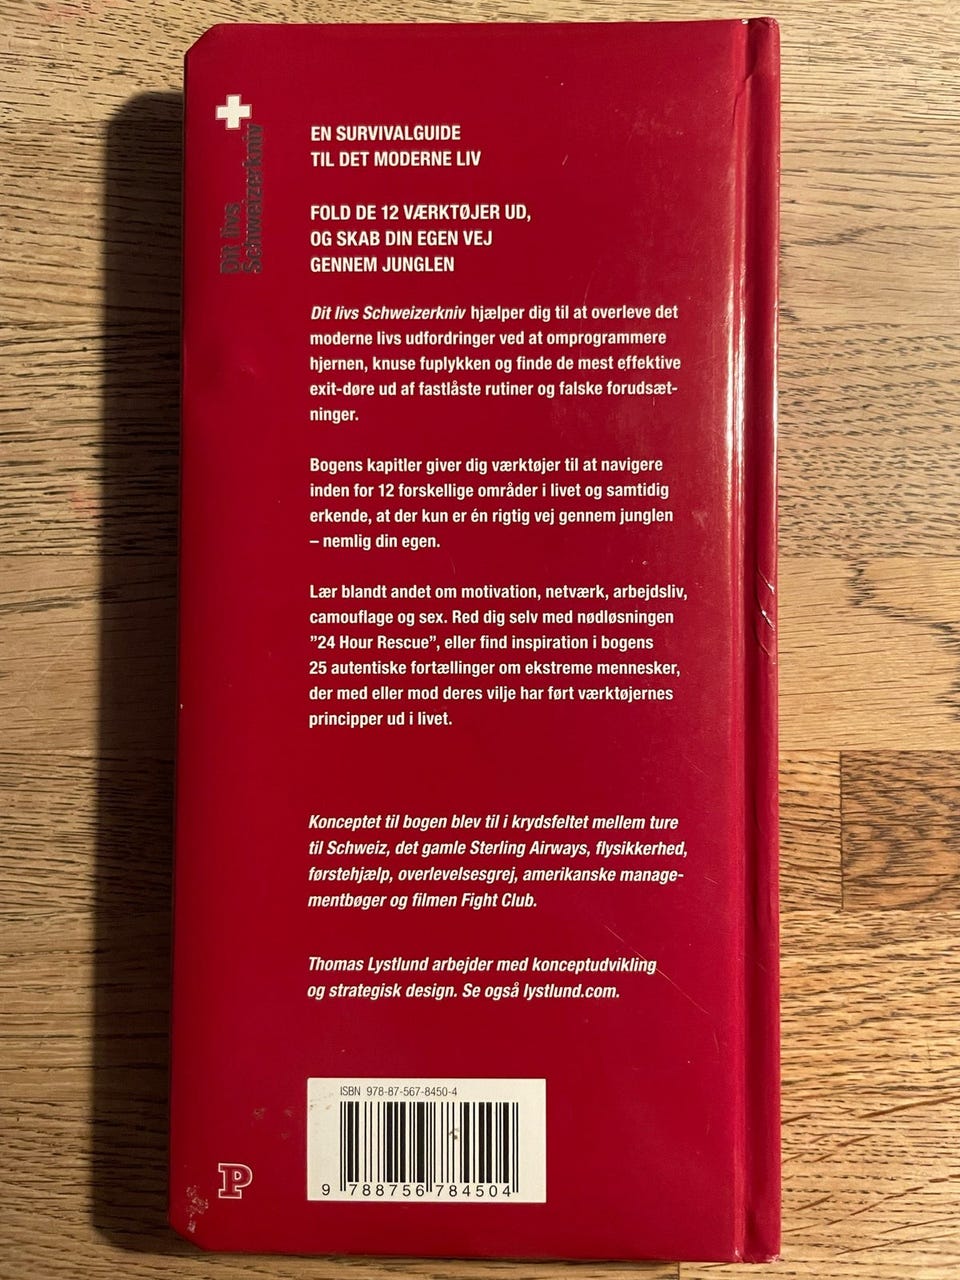 Dit livs
Schweizerkniv
EN SURVIVALGUIDE
TIL DET MODERNE LIV
FOLD DE 12 VÆRKTØJER UD,
OG SKAB DIN EGEN VEJ
GENNEM JUNGLEN
Dit livs Schweizerkniv hjælper dig til at overleve det
moderne livs udfordringer ved at omprogrammere
hjernen, knuse fuplykken og finde de mest effektive
exit-døre ud af fastlåste rutiner og falske forudsæt-
ninger.
Bogens kapitler giver dig værktøjer til at navigere
inden for 12 forskellige områder i livet og samtidig
erkende, at der kun er én rigtig vej gennem junglen
– nemlig din egen.
Lær blandt andet om motivation, netværk, arbejdsliv,
camouflage og sex. Red dig selv med nødløsningen
”24 Hour Rescue”, eller find inspiration i bogens
25 autentiske fortællinger om ekstreme mennesker,
der med eller mod deres vilje har ført værktøjernes
principper ud i livet.
Konceptet til bogen blev til i krydsfeltet mellem ture
til Schweiz, det gamle Sterling Airways, flysikkerhed,
førstehjælp, overlevelsesgrej, amerikanske manage-
mentbøger og filmen Fight Club.
Thomas Lystlund arbejder med konceptudvikling
og strategisk design. Se også lystlund.com.
ISBN 978-87-567-8450-4
9 788756 784504
P